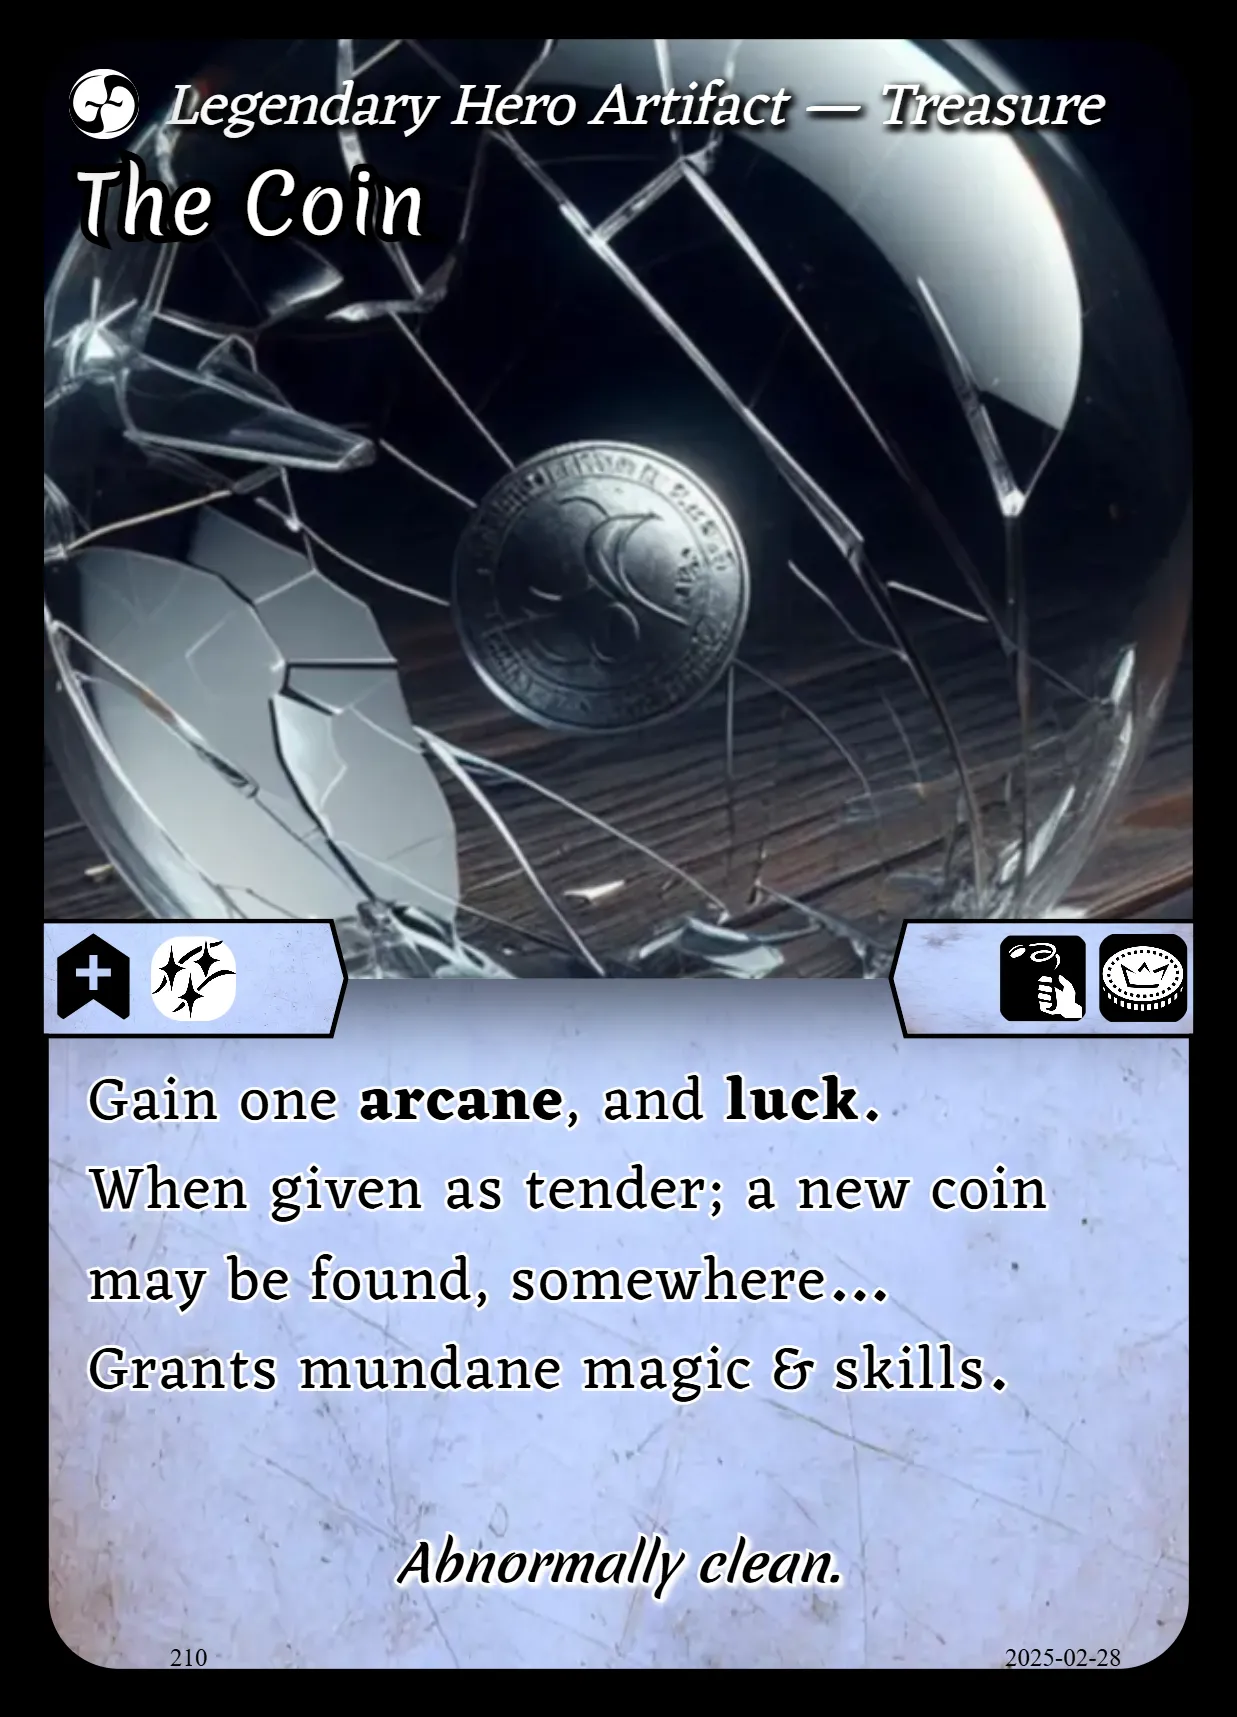 Legendary Hero Artifact — Treasure
The Coin
Gain one arcane, and luck.
When given as tender; a new coin
may be found, somewhere...
Grants mundane magic & skills.
Abnormally clean.
210
2025-02-28